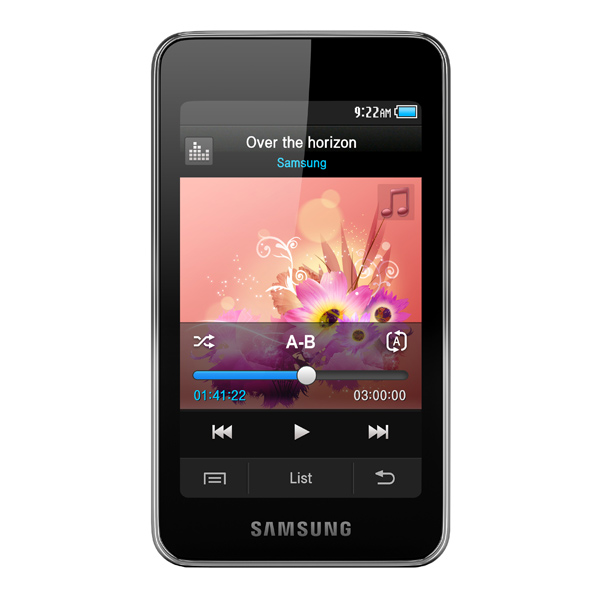 9:22AM
Over the horizon
Samsung
A-B
A
01:41:22
03:00:00
List
SAMSUNG